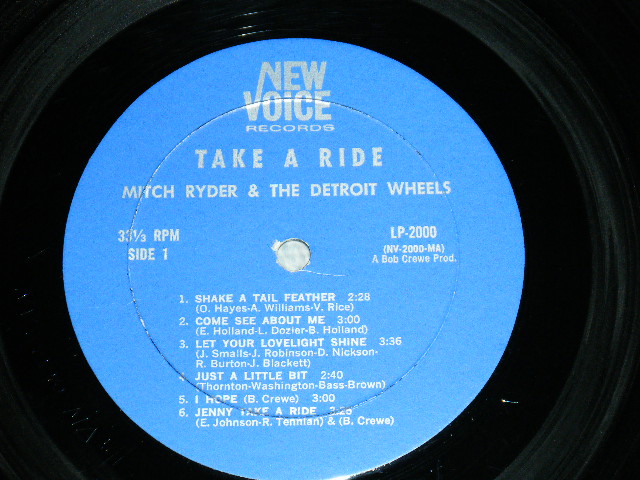 NEW
VOICE
RECORDS
TAKE A RIDE
MITCH RYDER & THE DETROIT WHEELS
33⅓ RPM
SIDE 1
LP-2000
(NV-2000-MA)
A Bob Crewe Prod.
1. SHAKE A TAIL FEATHER 2:28
(O. Hayes-A. Williams-V. Rice)
2. COME SEE ABOUT ME 3:00
(E. Holland-L. Dozier-B. Holland)
3. LET YOUR LOVELIGHT SHINE 3:36
(J. Smalls-J. Robinson-D. Nickson-
R. Burton-J. Blackett)
4. JUST A LITTLE BIT 2:40
(Thornton-Washington-Bass-Brown)
5. I HOPE (B. Crewe) 3:00
6. JENNY TAKE A RIDE
(E. Johnson-R. Tennian) & (B. Crewe)